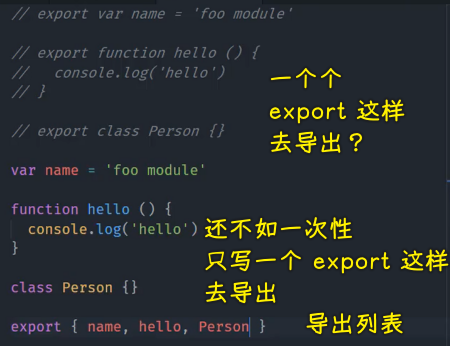 // export var name = 'foo module'
// export function hello () {
//   console.log('hello')
// }
一个个
export 这样
去导出？
// export class Person {}
var name = 'foo module'
function hello () {
  console.log('hello')
}
还不如一次性
只写一个 export 这样
去导出
class Person {}
export { name, hello, Person }
导出列表